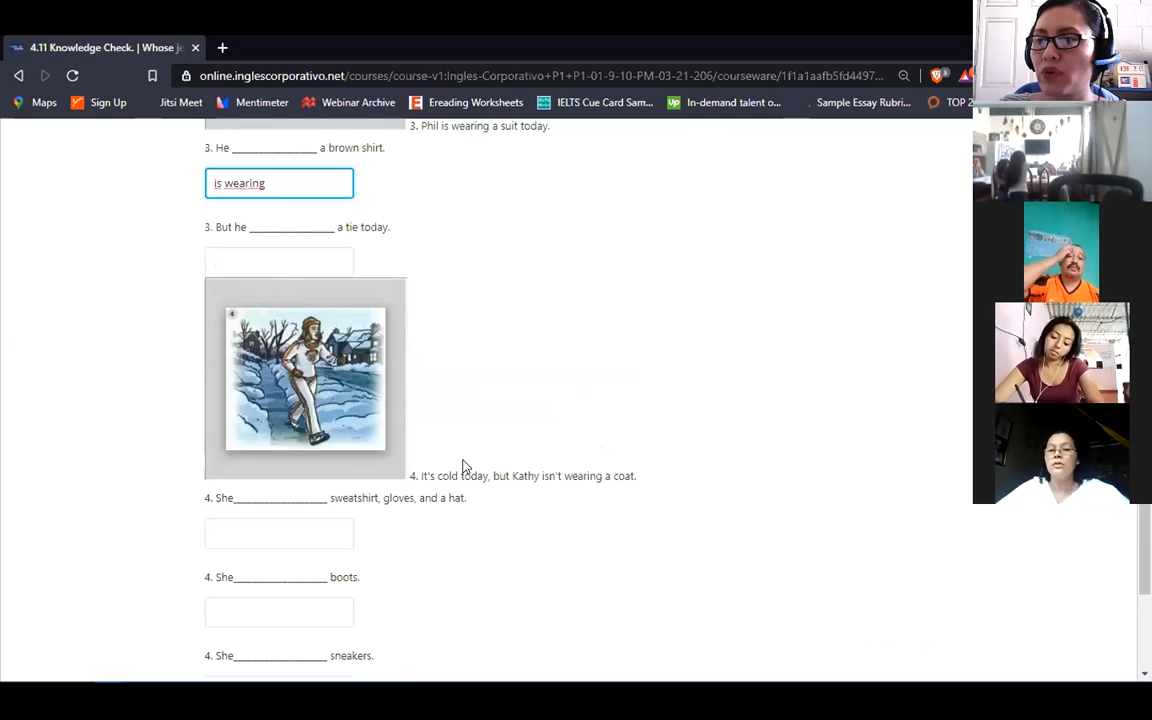 4.11 Knowledge Check. | Whose je
online.inglescorporativo.net/courses/course-v1:Ingles-Corporativo+P1+P1-01-9-10-PM-03-21-206/courseware/1f1a1aafb5fd4497...
Maps
Sign Up
Jitsi Meet
Mentimeter
Webinar Archive
Ereading Worksheets
IELTS Cue Card Sam...
In-demand talent o...
Sample Essay Rubri...
TOP 2
3. Phil is wearing a suit today.
3. He ________________ a brown shirt.
is wearing
3. But he ________________ a tie today.
4
4. It's cold today, but Kathy isn't wearing a coat.
4. She________________ sweatshirt, gloves, and a hat.
4. She________________ boots.
4. She________________ sneakers.